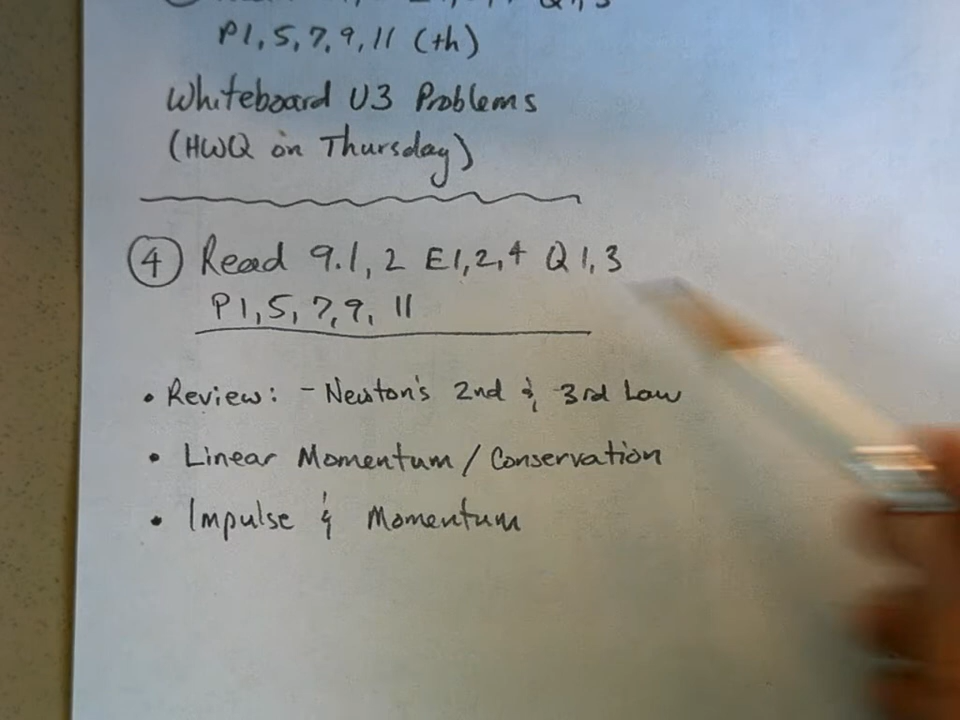 P1, 5, 7, 9, 11 (th)
Whiteboard U3 Problems
(HWQ on Thursday)
4 Read 9.1, 2 E1, 2, 4 Q1, 3
P1, 5, 7, 9, 11
• Review: - Newton's 2nd & 3rd Law
• Linear Momentum / Conservation
• Impulse & Momentum